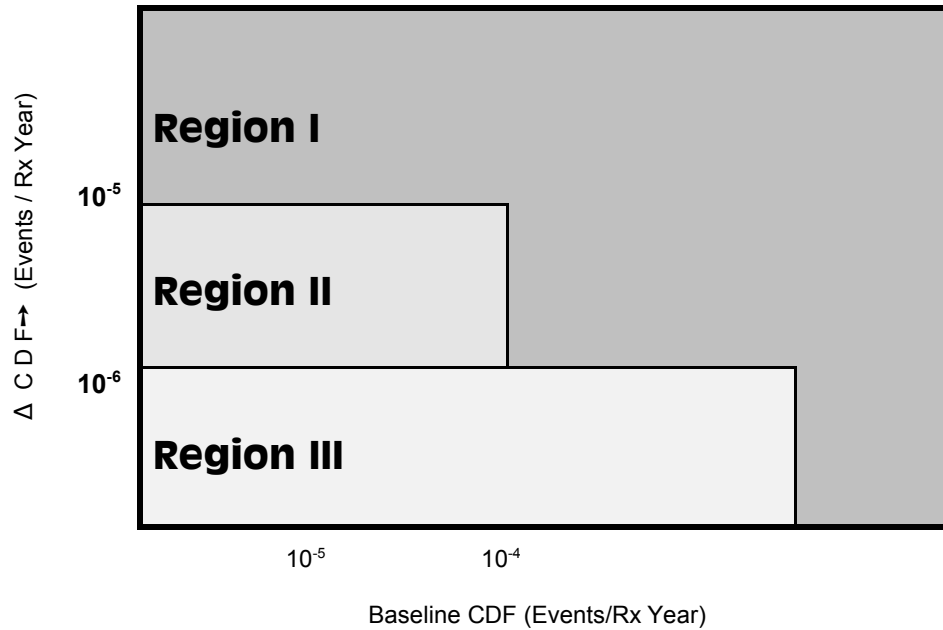 Region I
Δ C D F→ (Events / Rx Year)
10⁻⁵
Region II
10⁻⁶
Region III
10⁻⁵ 10⁻⁴
Baseline CDF (Events/Rx Year)